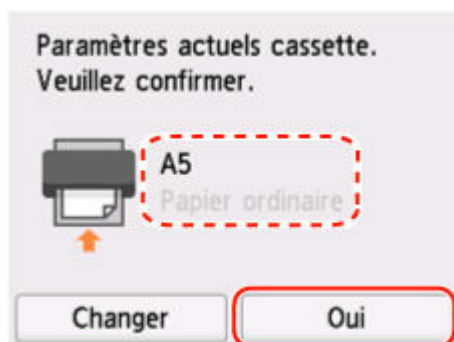 Paramètres actuels cassette.
Veuillez confirmer.
A5
Papier ordinaire
Changer
Oui